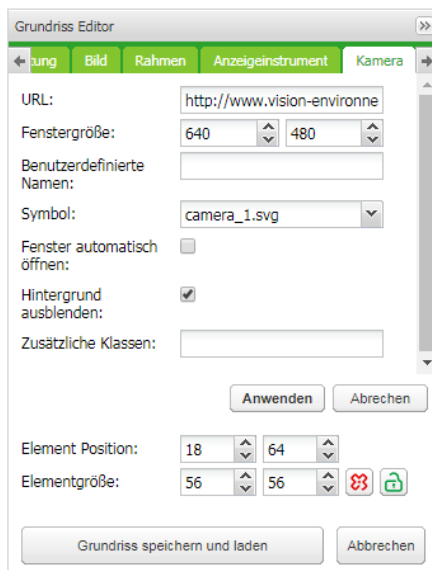 Grundriss Editor
zung Bild Rahmen Anzeigeinstrument Kamera
URL: http://www.vision-environne
Fenstergröße: 640 480
Benutzerdefinierte
Namen:
Symbol: camera_1.svg
Fenster automatisch
öffnen:
Hintergrund
ausblenden:
Zusätzliche Klassen:
Anwenden Abrechen
Element Position: 18 64
Elementgröße: 56 56
Grundriss speichern und laden Abbrechen